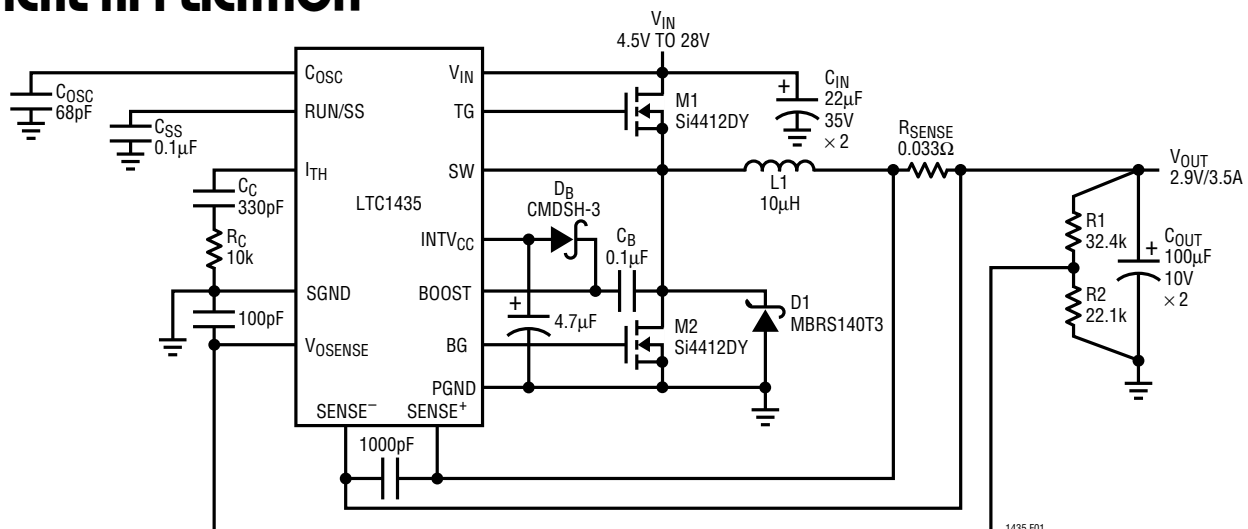 V_IN
4.5V TO 28V
C_OSC
68pF
C_SS
0.1µF
C_C
330pF
R_C
10k
100pF
C_OSC
RUN/SS
I_TH
SGND
V_OSENSE
SENSE⁻
SENSE⁺
LTC1435
V_IN
TG
SW
INTV_CC
BOOST
BG
PGND
1000pF
D_B
CMDSH-3
+
4.7µF
C_B
0.1µF
M1
Si4412DY
M2
Si4412DY
+
C_IN
22µF
35V
× 2
L1
10µH
D1
MBRS140T3
R_SENSE
0.033Ω
V_OUT
2.9V/3.5A
R1
32.4k
R2
22.1k
+
C_OUT
100µF
10V
× 2
1435 F01